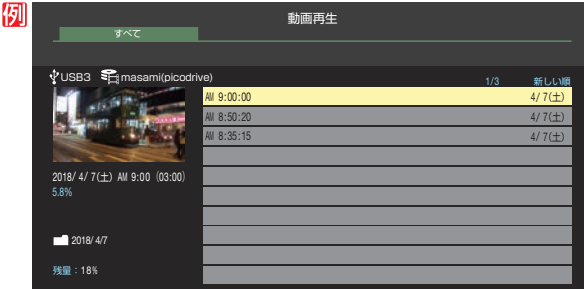 例
動画再生
すべて
USB3 masami(picodrive)
1/3 新しい順
AM 9:00:00 4/ 7(土)
AM 8:50:20 4/ 7(土)
AM 8:35:15 4/ 7(土)
2018/ 4/ 7(土) AM 9:00 (03:00)
5.8%
2018/ 4/7
残量：18%